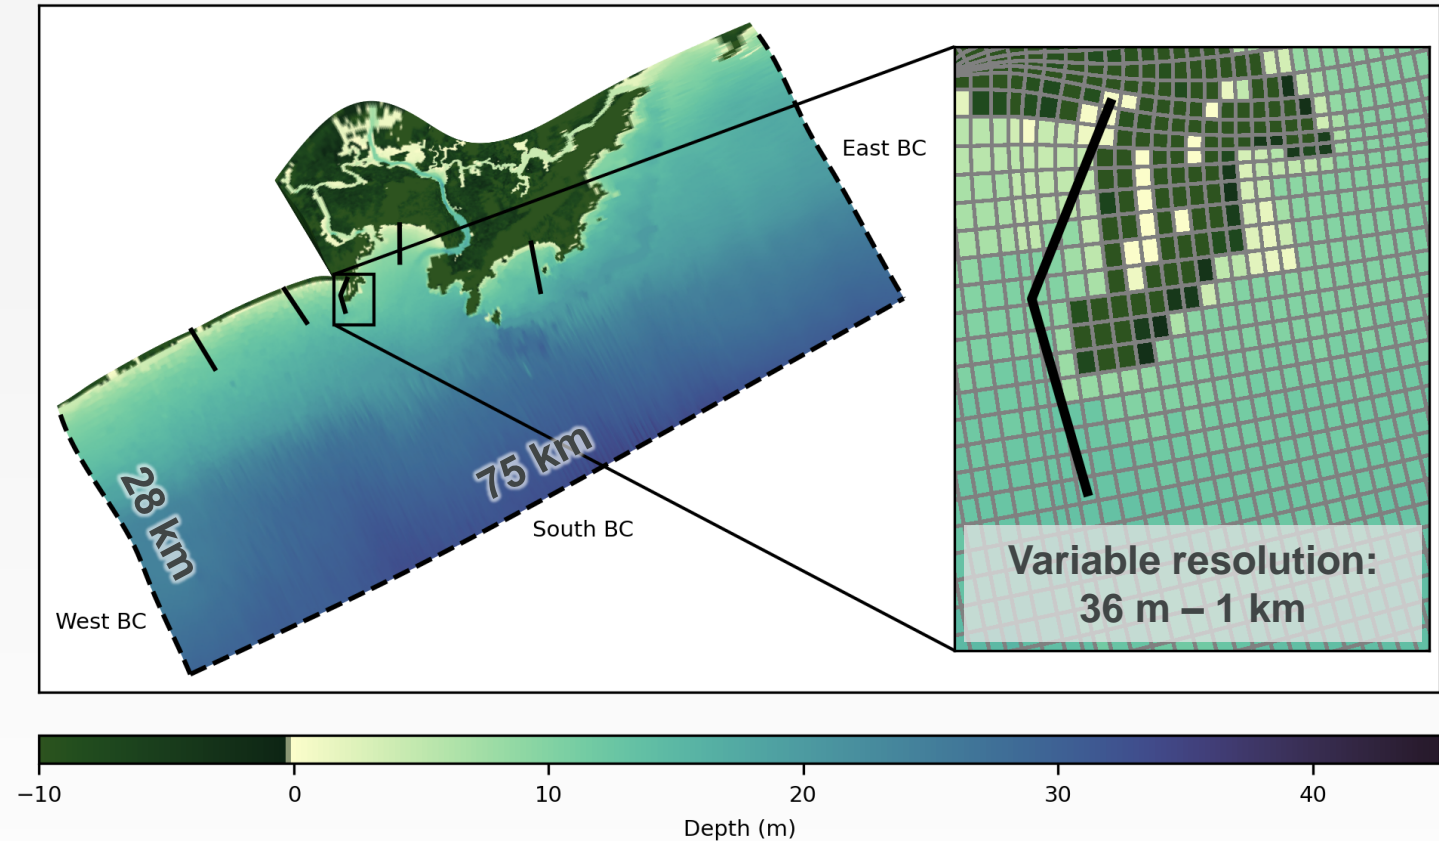 East BC
28 km
75 km
South BC
West BC
Variable resolution:
36 m – 1 km
−10
0
10
20
30
40
Depth (m)